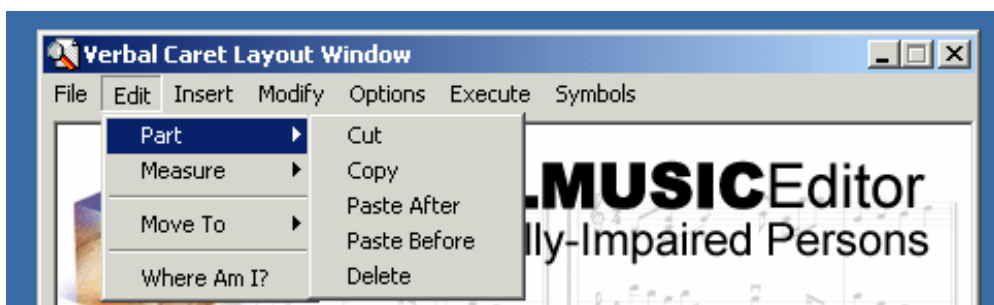 Verbal Caret Layout Window
File Edit Insert Modify Options Execute Symbols
Part
Measure
Move To
Where Am I?
Cut
Copy
Paste After
Paste Before
Delete
.MUSICEditor
lly-Impaired Persons